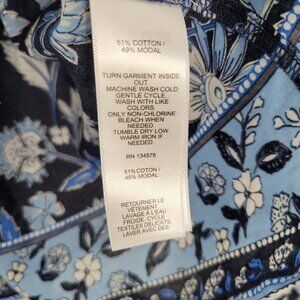 51% COTTON /
49% MODAL
TURN GARMENT INSIDE
OUT.
MACHINE WASH COLD
GENTLE CYCLE.
WASH WITH LIKE
COLORS.
ONLY NON-CHLORINE
BLEACH WHEN
NEEDED.
TUMBLE DRY LOW
WARM IRON IF
NEEDED.
RN 134578
51%COTON /
49% MODAL
RETOURNER LE
VÊTEMENT
LAVAGE À L'EAU
FROIDE CYCLE
TEXTILES DELICATS
LAVER AVEC DES